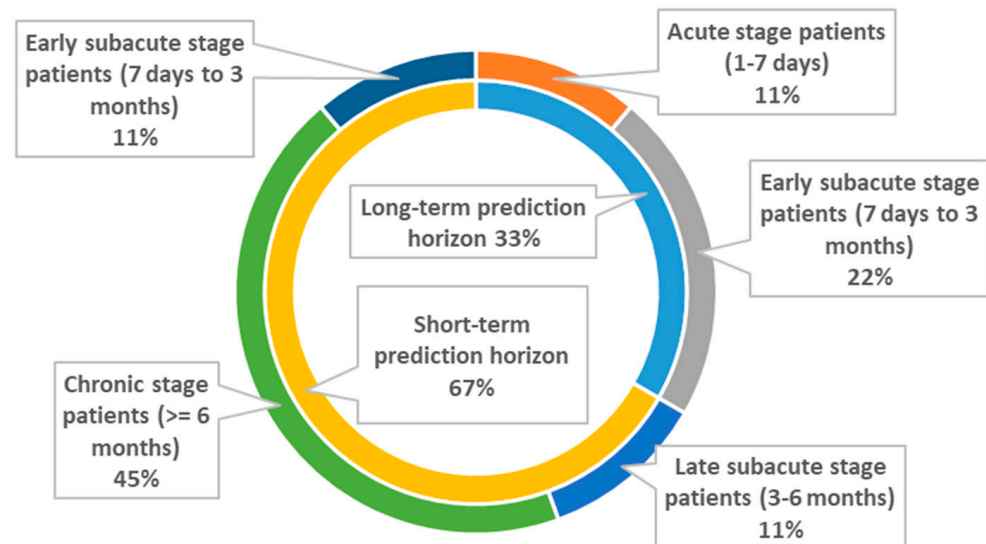 Early subacute stage
patients (7 days to 3
months)
11%
Acute stage patients
(1-7 days)
11%
Early subacute stage
patients (7 days to 3
months)
22%
Long-term prediction
horizon 33%
Short-term
prediction horizon
67%
Chronic stage
patients (>= 6
months)
45%
Late subacute stage
patients (3-6 months)
11%